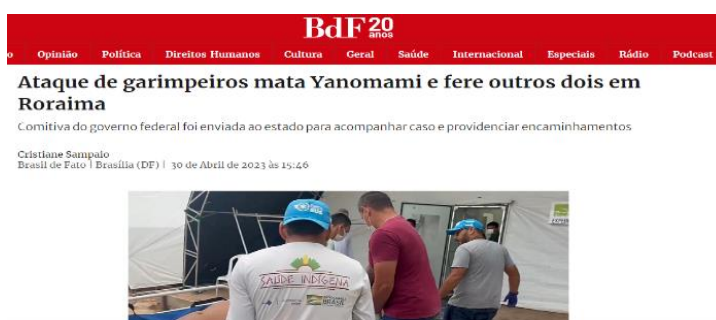 BdF 20 anos
o Opinião Política Direitos Humanos Cultura Geral Saúde Internacional Especiais Rádio Podcast
Ataque de garimpeiros mata Yanomami e fere outros dois em
Roraima
Comitiva do governo federal foi enviada ao estado para acompanhar caso e providenciar encaminhamentos
Cristiane Sampaio
Brasil de Fato | Brasília (DF) | 30 de Abril de 2023 às 15:46
SUS
SAÚDE INDÍGENA
BRASIL